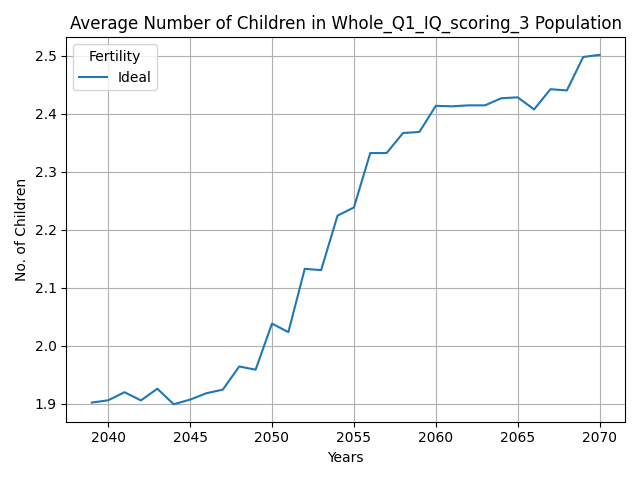 Average Number of Children in Whole_Q1_IQ_scoring_3 Population
Fertility
Ideal
2.5
2.4
2.3
2.2
2.1
2.0
1.9
No. of Children
2040 2045 2050 2055 2060 2065 2070
Years